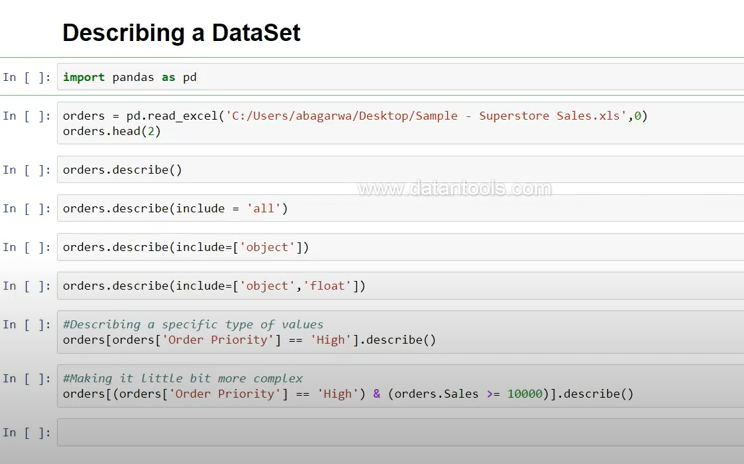 Describing a DataSet
In [ ]: import pandas as pd
In [ ]: orders = pd.read_excel('C:/Users/abagarwa/Desktop/Sample - Superstore Sales.xls',0)
orders.head(2)
In [ ]: orders.describe()
www.datantools.com
In [ ]: orders.describe(include = 'all')
In [ ]: orders.describe(include=['object'])
In [ ]: orders.describe(include=['object','float'])
In [ ]: #Describing a specific type of values
orders[orders['Order Priority'] == 'High'].describe()
In [ ]: #Making it little bit more complex
orders[(orders['Order Priority'] == 'High') & (orders.Sales >= 10000)].describe()
In [ ]: